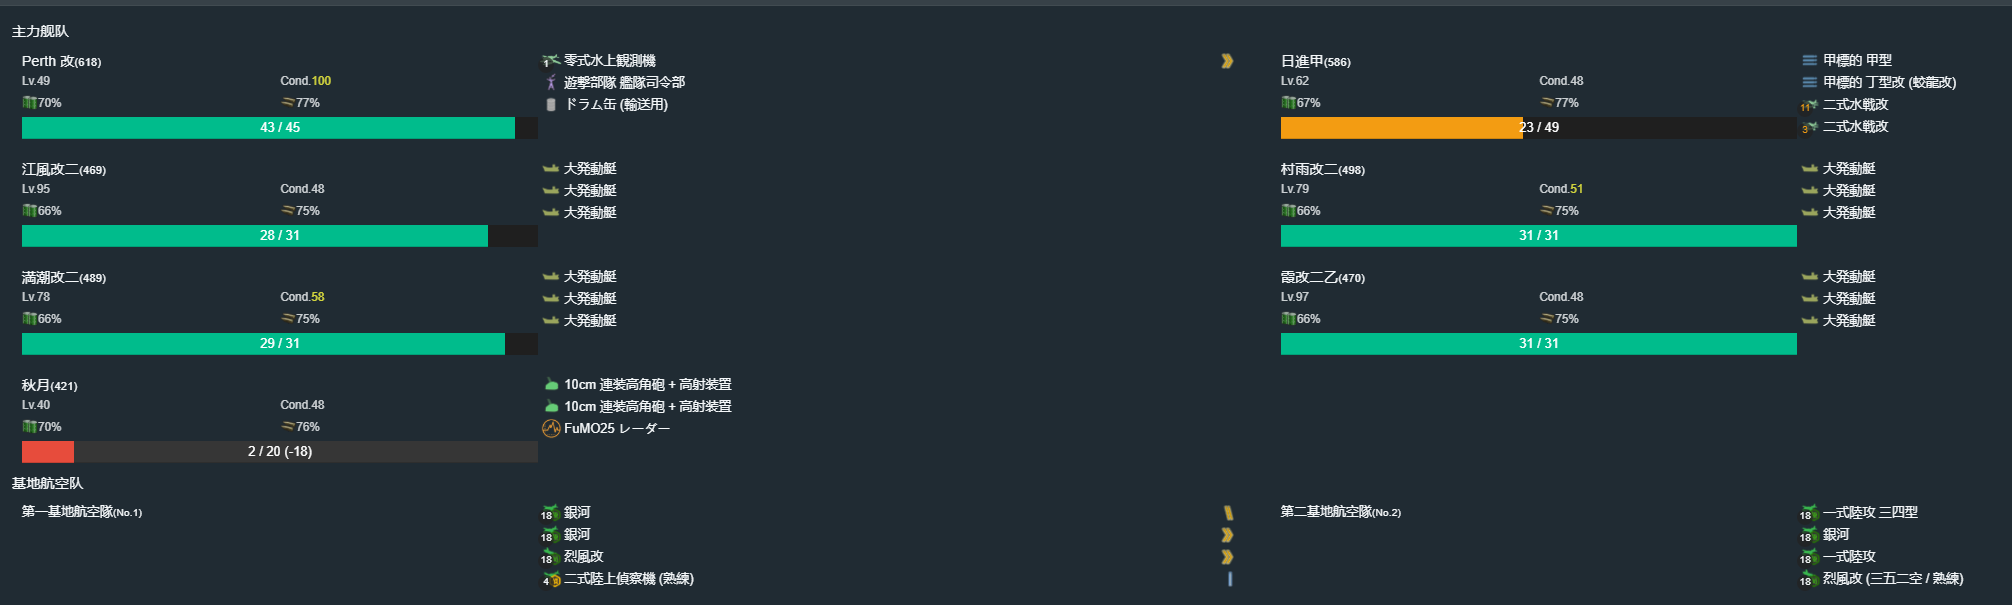 主力舰队
Perth 改(618)
Lv.49 Cond.100
70% 77%
43 / 45
1 零式水上観測機
遊撃部隊 艦隊司令部
ドラム缶 (輸送用)
日進甲(586)
Lv.62 Cond.48
67% 77%
23 / 49
甲標的 甲型
甲標的 丁型改 (蛟龍改)
11 二式水戦改
3 二式水戦改
江風改二(469)
Lv.95 Cond.48
66% 75%
28 / 31
大発動艇
大発動艇
大発動艇
村雨改二(498)
Lv.79 Cond.51
66% 75%
31 / 31
大発動艇
大発動艇
大発動艇
満潮改二(489)
Lv.78 Cond.58
66% 75%
29 / 31
大発動艇
大発動艇
大発動艇
霞改二乙(470)
Lv.97 Cond.48
66% 75%
31 / 31
大発動艇
大発動艇
大発動艇
秋月(421)
Lv.40 Cond.48
70% 76%
2 / 20 (-18)
10cm 連装高角砲 + 高射装置
10cm 連装高角砲 + 高射装置
FuMO25 レーダー
基地航空队
第一基地航空隊(No.1)
18 銀河
18 銀河
18 烈風改
4 二式陸上偵察機 (熟練)
第二基地航空隊(No.2)
18 一式陸攻 三四型
18 銀河
18 一式陸攻
18 烈風改 (三五二空 / 熟練)